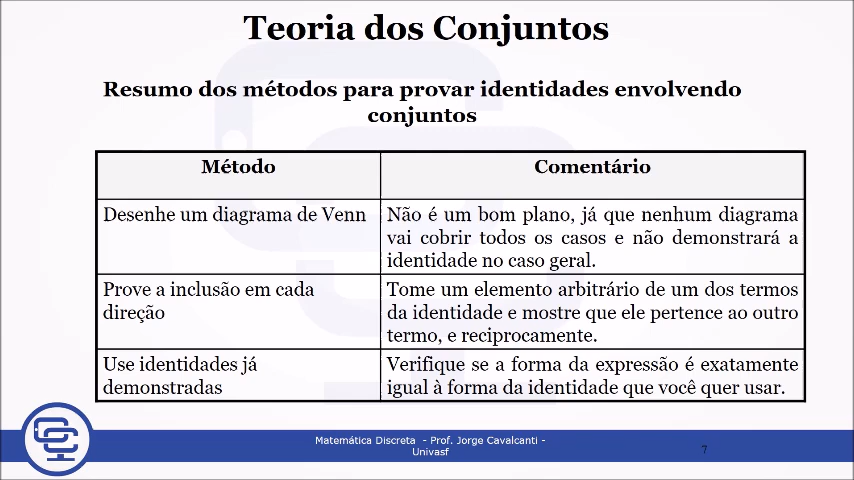 Teoria dos Conjuntos
Resumo dos métodos para provar identidades envolvendo
conjuntos
Método
Comentário
Desenhe um diagrama de Venn
Não é um bom plano, já que nenhum diagrama
vai cobrir todos os casos e não demonstrará a
identidade no caso geral.
Prove a inclusão em cada
direção
Tome um elemento arbitrário de um dos termos
da identidade e mostre que ele pertence ao outro
termo, e reciprocamente.
Use identidades já
demonstradas
Verifique se a forma da expressão é exatamente
igual à forma da identidade que você quer usar.
Matemática Discreta - Prof. Jorge Cavalcanti -
Univasf
7